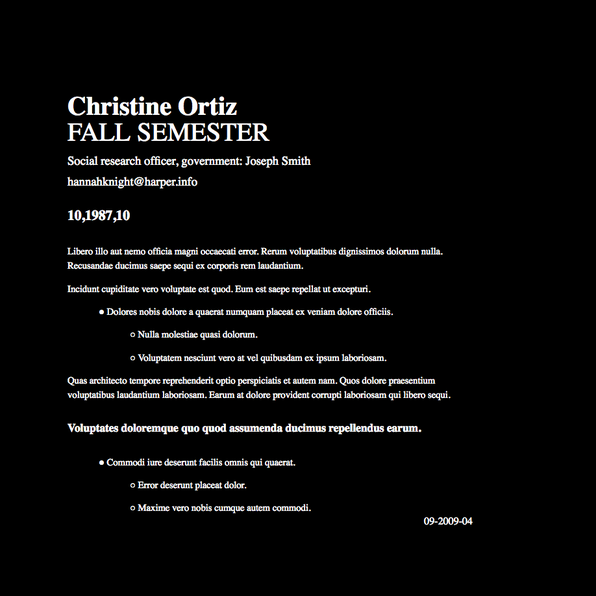 Christine Ortiz
FALL SEMESTER
Social research officer, government: Joseph Smith
hannahknight@harper.info
10,1987,10
Libero illo aut nemo officia magni occaecati error. Rerum voluptatibus dignissimos dolorum nulla.
Recusandae ducimus saepe sequi ex corporis rem laudantium.
Incidunt cupiditate vero voluptate est quod. Eum est saepe repellat ut excepturi.
Dolores nobis dolore a quaerat numquam placeat ex veniam dolore officiis.
Nulla molestiae quasi dolorum.
Voluptatem nesciunt vero at vel quibusdam ex ipsum laboriosam.
Quas architecto tempore reprehenderit optio perspiciatis et autem nam. Quos dolore praesentium
voluptatibus laudantium laboriosam. Earum at dolore provident corrupti laboriosam qui libero sequi.
Voluptates doloremque quo quod assumenda ducimus repellendus earum.
Commodi iure deserunt facilis omnis qui quaerat.
Error deserunt placeat dolor.
Maxime vero nobis cumque autem commodi.
09-2009-04